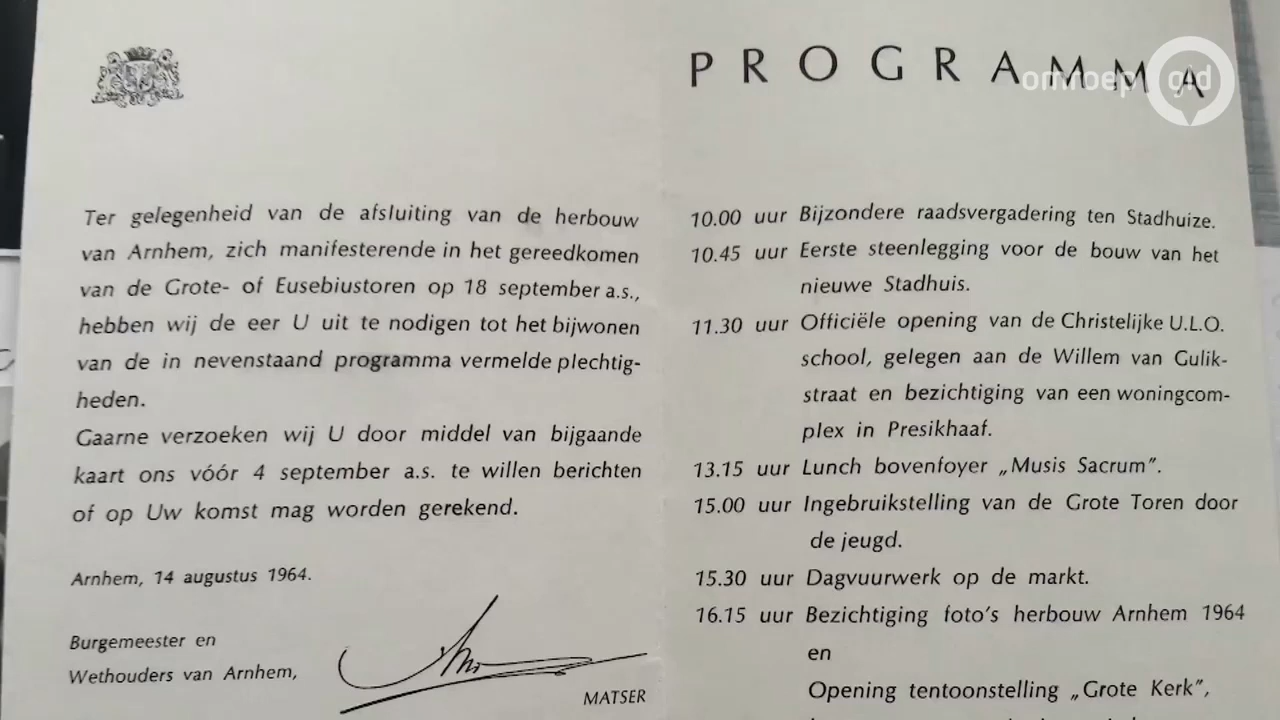 Ter gelegenheid van de afsluiting van de herbouw
van Arnhem, zich manifesterende in het gereedkomen
van de Grote- of Eusebiustoren op 18 september a.s.,
hebben wij de eer U uit te nodigen tot het bijwonen
van de in nevenstaand programma vermelde plechtig-
heden.
Gaarne verzoeken wij U door middel van bijgaande
kaart ons vóór 4 september a.s. te willen berichten
of op Uw komst mag worden gerekend.
Arnhem, 14 augustus 1964.
Burgemeester en
Wethouders van Arnhem,
MATSER
PROGRAMMA
omroep gld
10.00 uur Bijzondere raadsvergadering ten Stadhuize.
10.45 uur Eerste steenlegging voor de bouw van het
nieuwe Stadhuis.
11.30 uur Officiële opening van de Christelijke U.L.O.
school, gelegen aan de Willem van Gulik-
straat en bezichtiging van een woningcom-
plex in Presikhaaf.
13.15 uur Lunch bovenfoyer „Musis Sacrum".
15.00 uur Ingebruikstelling van de Grote Toren door
de jeugd.
15.30 uur Dagvuurwerk op de markt.
16.15 uur Bezichtiging foto's herbouw Arnhem 1964
en
Opening tentoonstelling „Grote Kerk",